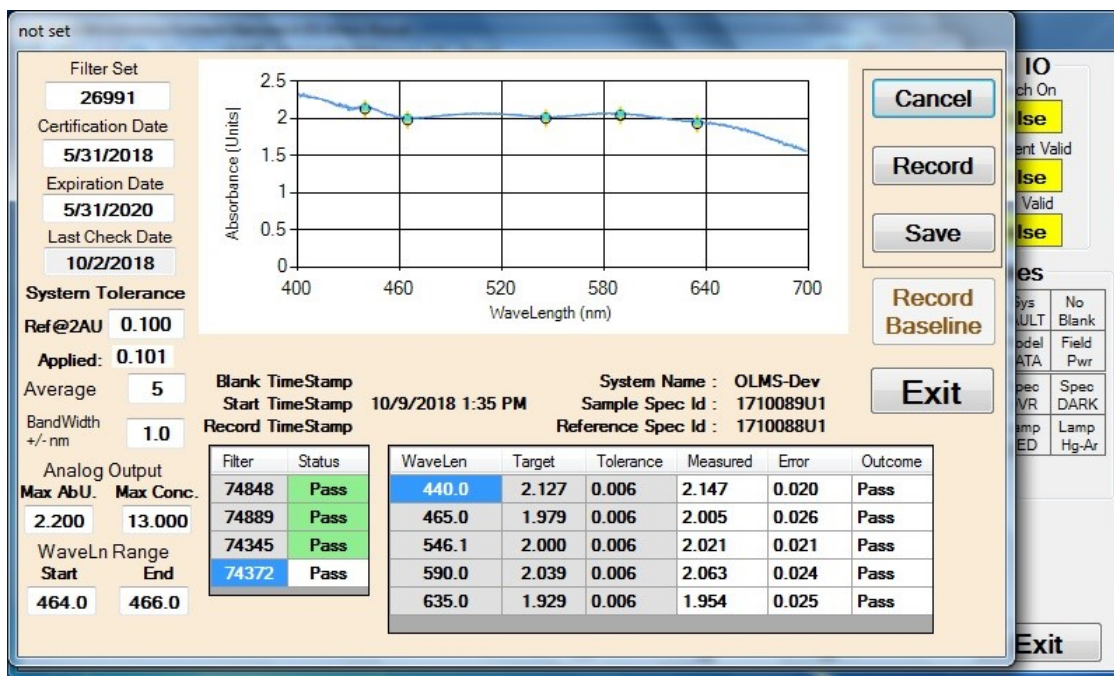 not set
Filter Set
26991
Certification Date
5/31/2018
Expiration Date
5/31/2020
Last Check Date
10/2/2018
System Tolerance
Ref@2AU 0.100
Applied: 0.101
Average 5
BandWidth
+/- nm 1.0
Analog Output
Max AbU. Max Conc.
2.200 13.000
WaveLn Range
Start End
464.0 466.0
Absorbance (Units)
2.5
2
1.5
1
0.5
0
400 460 520 580 640 700
WaveLength (nm)
Cancel
Record
Save
Record
Baseline
Exit
Blank TimeStamp
Start TimeStamp 10/9/2018 1:35 PM
Record TimeStamp
System Name : OLMS-Dev
Sample Spec Id : 1710089U1
Reference Spec Id : 1710088U1
Filter Status
74848 Pass
74889 Pass
74345 Pass
74372 Pass
WaveLen Target Tolerance Measured Error Outcome
440.0 2.127 0.006 2.147 0.020 Pass
465.0 1.979 0.006 2.005 0.026 Pass
546.1 2.000 0.006 2.021 0.021 Pass
590.0 2.039 0.006 2.063 0.024 Pass
635.0 1.929 0.006 1.954 0.025 Pass
IO
On
Valid
Valid
No
Blank
Field
Pwr
Spec
DARK
Lamp
Hg-Ar
Exit